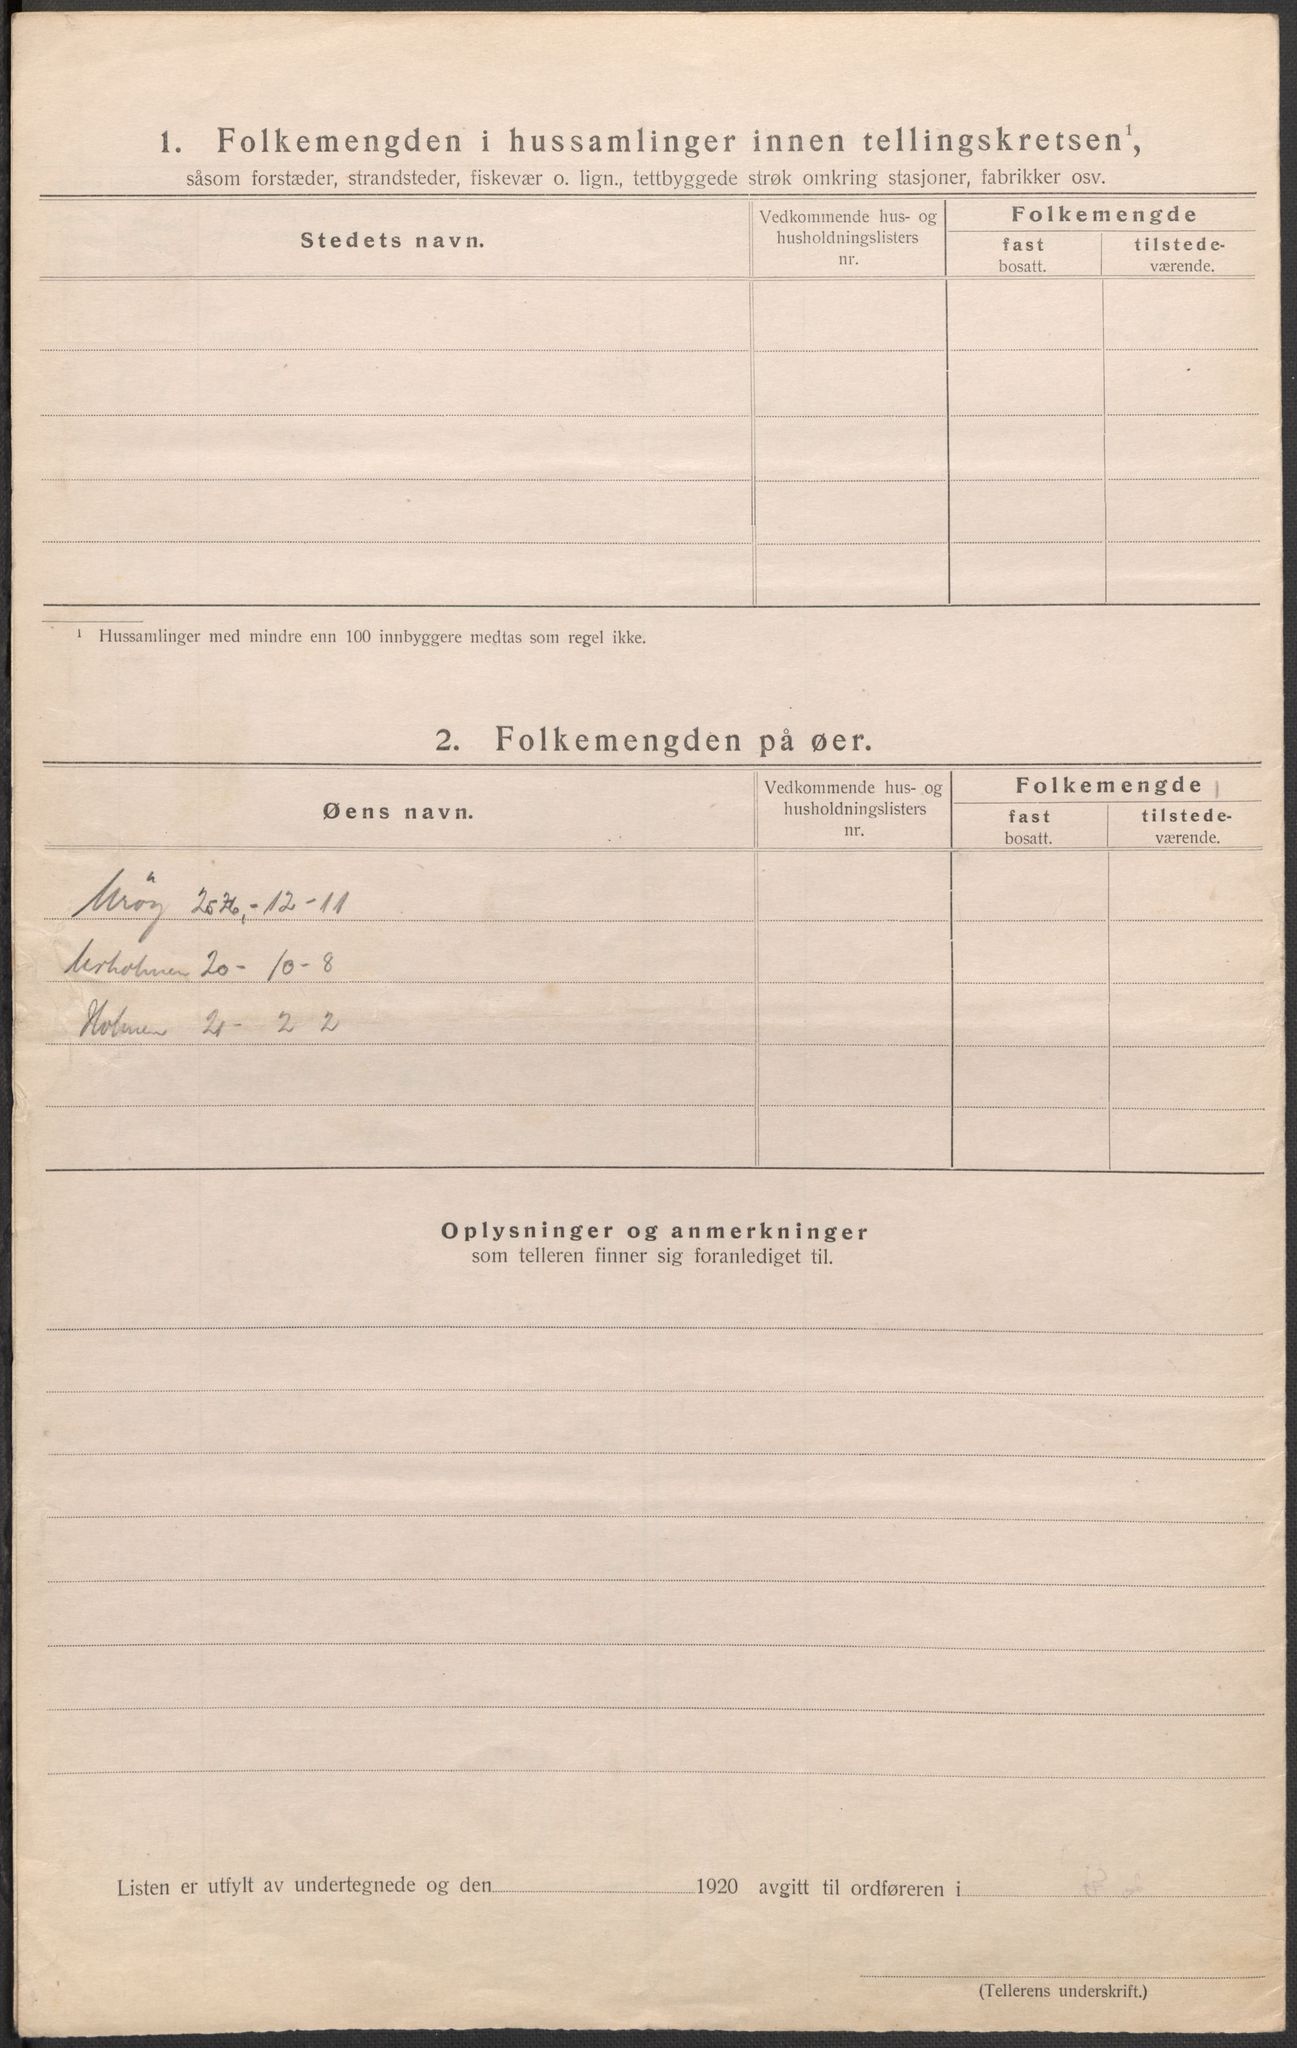 1. Folkemengden i hussamlinger innen tellingskretsen¹,
såsom forstæder, strandsteder, fiskevær o. lign., tettbyggede strøk omkring stasjoner, fabrikker osv.
Stedets navn.
Vedkommende hus- og
husholdningslisters
nr.
Folkemengde
fast
bosatt.
tilstede-
værende.
¹ Hussamlinger med mindre enn 100 innbyggere medtas som regel ikke.
2. Folkemengden på øer.
Øens navn.
Vedkommende hus- og
husholdningslisters
nr.
Folkemengde
fast
bosatt.
tilstede-
værende.
- 12 - 11
20 - 10 - 8
Holmen 21 - 2 2
Oplysninger og anmerkninger
som telleren finner sig foranlediget til.
Listen er utfylt av undertegnede og den 1920 avgitt til ordføreren i
(Tellerens underskrift.)